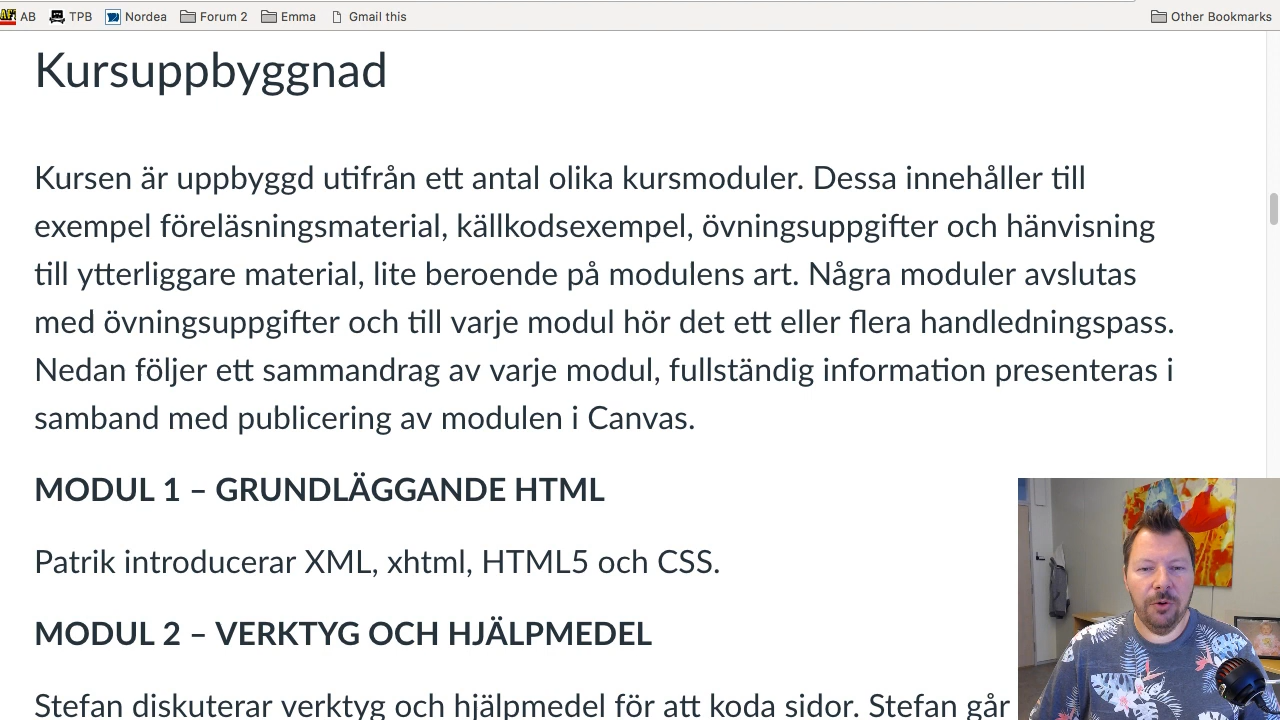 AB TPB Nordea Forum 2 Emma Gmail this Other Bookmarks
Kursuppbyggnad
Kursen är uppbyggd utifrån ett antal olika kursmoduler. Dessa innehåller till
exempel föreläsningsmaterial, källkodsexempel, övningsuppgifter och hänvisning
till ytterliggare material, lite beroende på modulens art. Några moduler avslutas
med övningsuppgifter och till varje modul hör det ett eller flera handledningspass.
Nedan följer ett sammandrag av varje modul, fullständig information presenteras i
samband med publicering av modulen i Canvas.
MODUL 1 – GRUNDLÄGGANDE HTML
Patrik introducerar XML, xhtml, HTML5 och CSS.
MODUL 2 – VERKTYG OCH HJÄLPMEDEL
Stefan diskuterar verktyg och hjälpmedel för att koda sidor. Stefan går